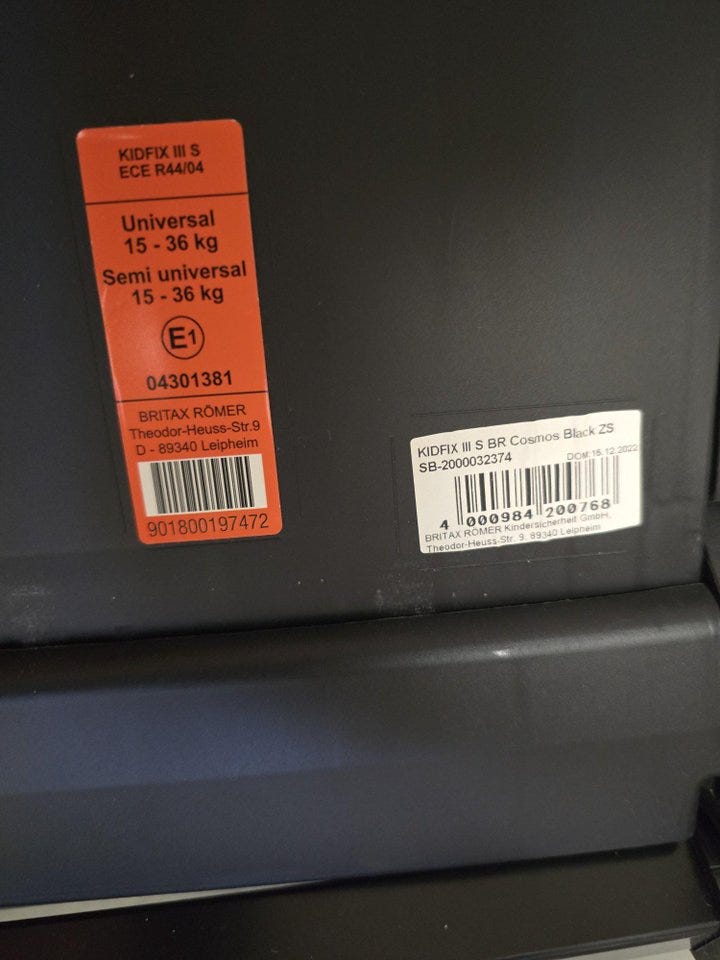 KIDFIX III S
ECE R44/04
Universal
15 - 36 kg
Semi universal
15 - 36 kg
E1
04301381
BRITAX RÖMER
Theodor-Heuss-Str.9
D - 89340 Leipheim
901800197472
KIDFIX III S BR Cosmos Black ZS
SB-2000032374 DOM:15.12.2022
4 000984 200768
BRITAX RÖMER Kindersicherheit GmbH,
Theodor-Heuss-Str. 9, 89340 Leipheim